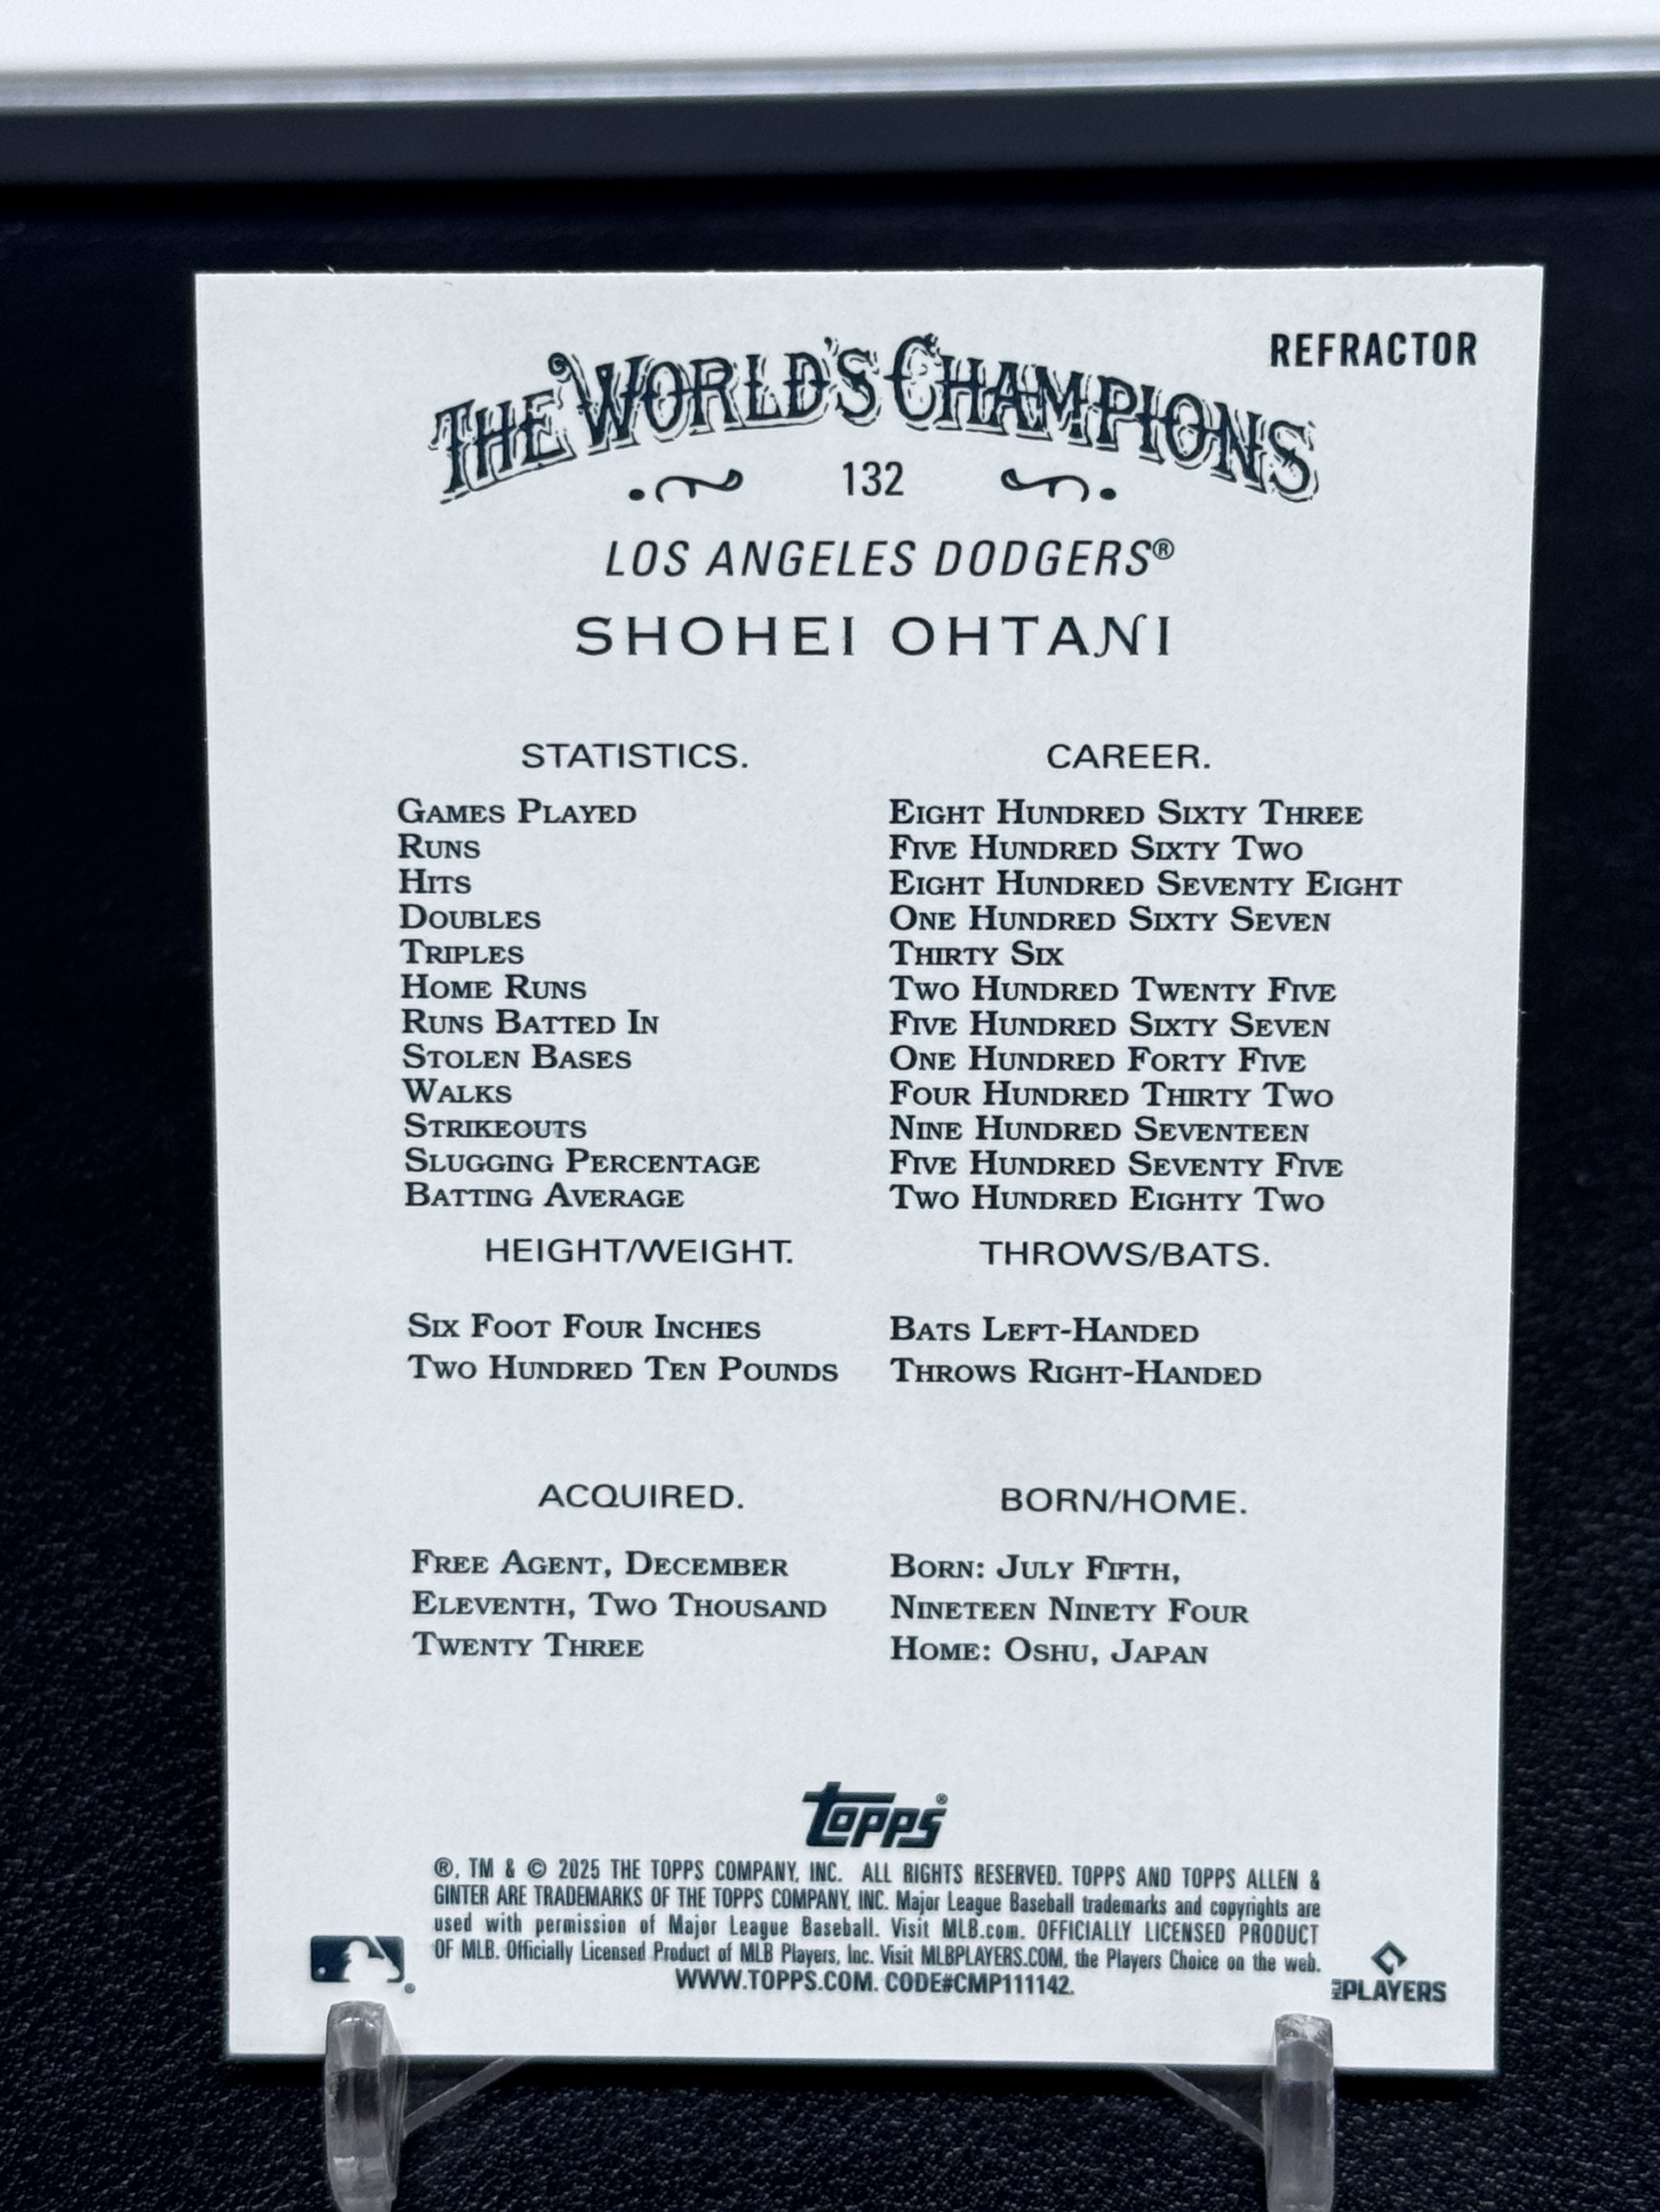 REFRACTOR
THE WORLD'S CHAMPIONS
132
LOS ANGELES DODGERS®
SHOHEI OHTANI
STATISTICS. CAREER.
GAMES PLAYED EIGHT HUNDRED SIXTY THREE
RUNS FIVE HUNDRED SIXTY TWO
HITS EIGHT HUNDRED SEVENTY EIGHT
DOUBLES ONE HUNDRED SIXTY SEVEN
TRIPLES THIRTY SIX
HOME RUNS TWO HUNDRED TWENTY FIVE
RUNS BATTED IN FIVE HUNDRED SIXTY SEVEN
STOLEN BASES ONE HUNDRED FORTY FIVE
WALKS FOUR HUNDRED THIRTY TWO
STRIKEOUTS NINE HUNDRED SEVENTEEN
SLUGGING PERCENTAGE FIVE HUNDRED SEVENTY FIVE
BATTING AVERAGE TWO HUNDRED EIGHTY TWO
HEIGHT/WEIGHT. THROWS/BATS.
SIX FOOT FOUR INCHES BATS LEFT-HANDED
TWO HUNDRED TEN POUNDS THROWS RIGHT-HANDED
ACQUIRED. BORN/HOME.
FREE AGENT, DECEMBER BORN: JULY FIFTH,
ELEVENTH, TWO THOUSAND NINETEEN NINETY FOUR
TWENTY THREE HOME: OSHU, JAPAN
topps®
®, TM & © 2025 THE TOPPS COMPANY, INC. ALL RIGHTS RESERVED. TOPPS AND TOPPS ALLEN &
GINTER ARE TRADEMARKS OF THE TOPPS COMPANY, INC. Major League Baseball trademarks and copyrights are
used with permission of Major League Baseball. Visit MLB.com. OFFICIALLY LICENSED PRODUCT
OF MLB. Officially Licensed Product of MLB Players, Inc. Visit MLBPLAYERS.COM, the Players Choice on the web.
WWW.TOPPS.COM. CODE#CMP111142.
MLB PLAYERS